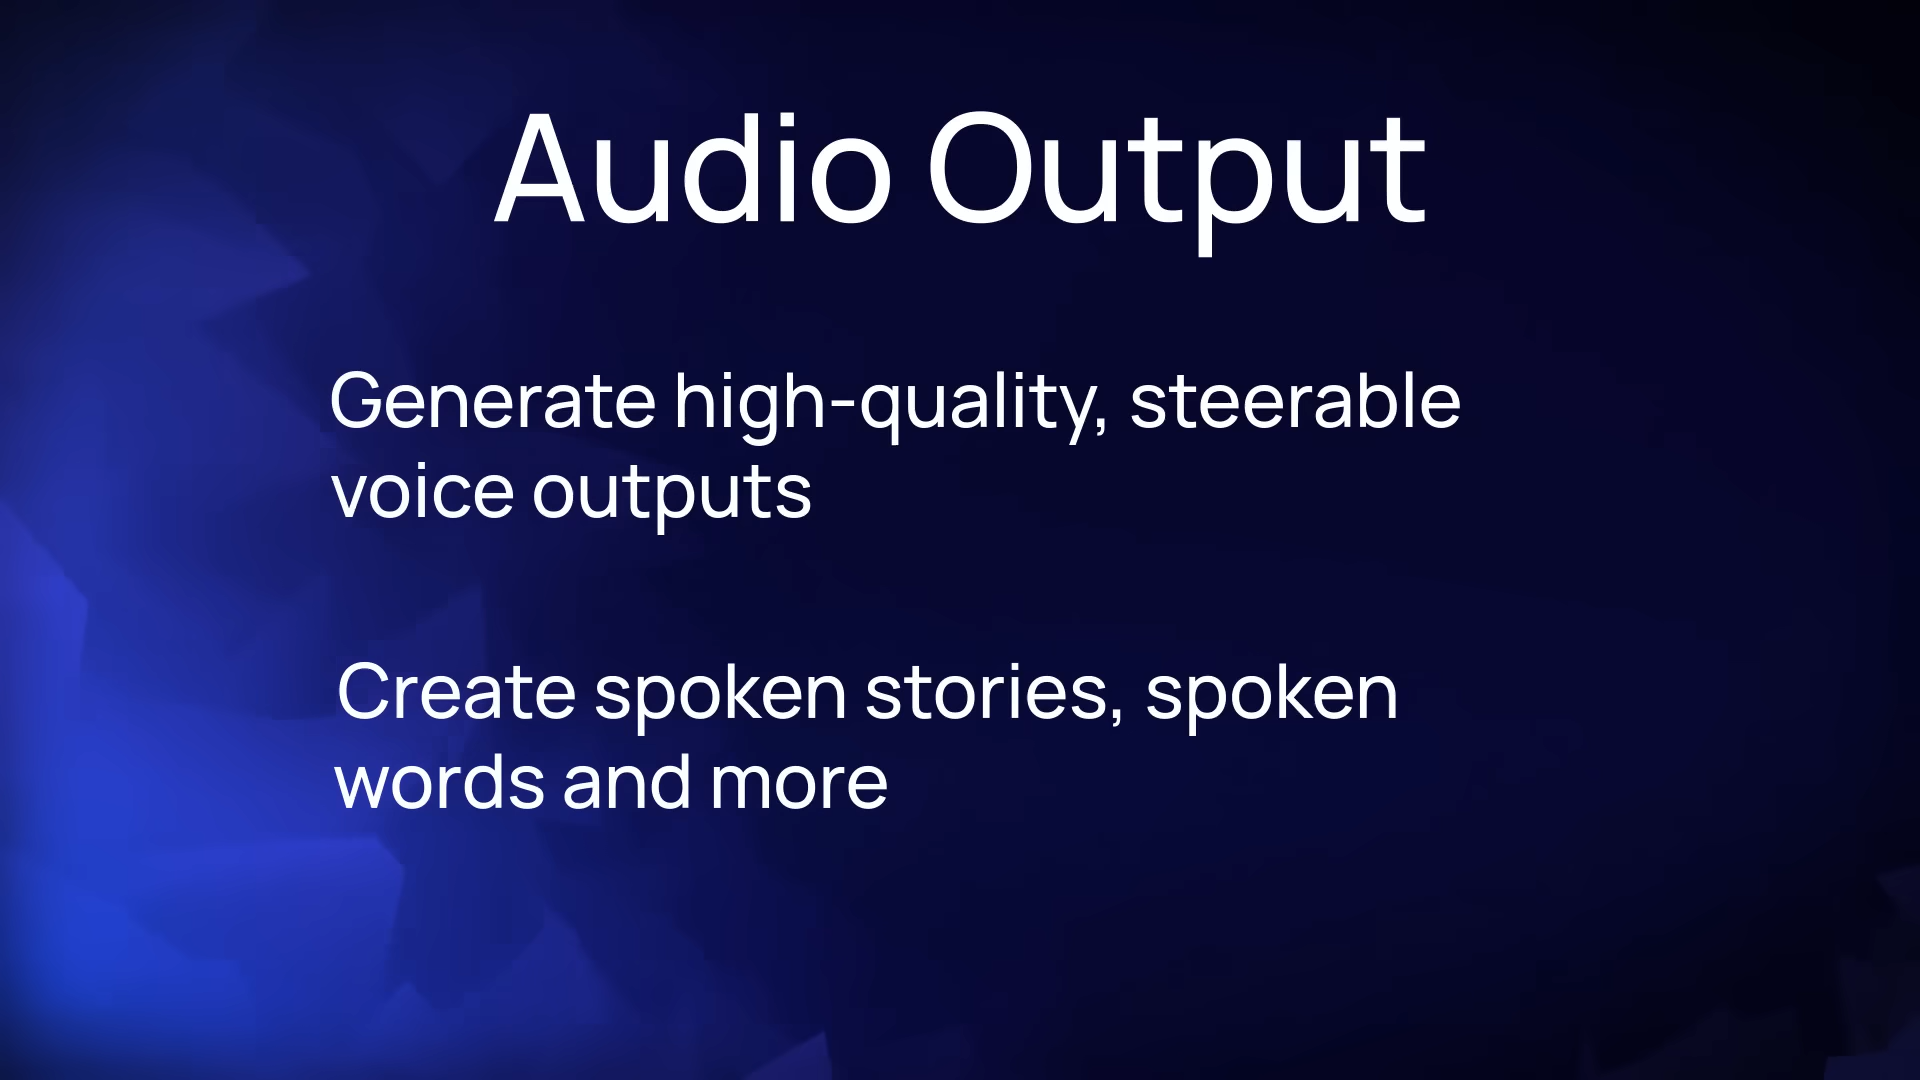 Audio Output
Generate high-quality, steerable
voice outputs
Create spoken stories, spoken
words and more